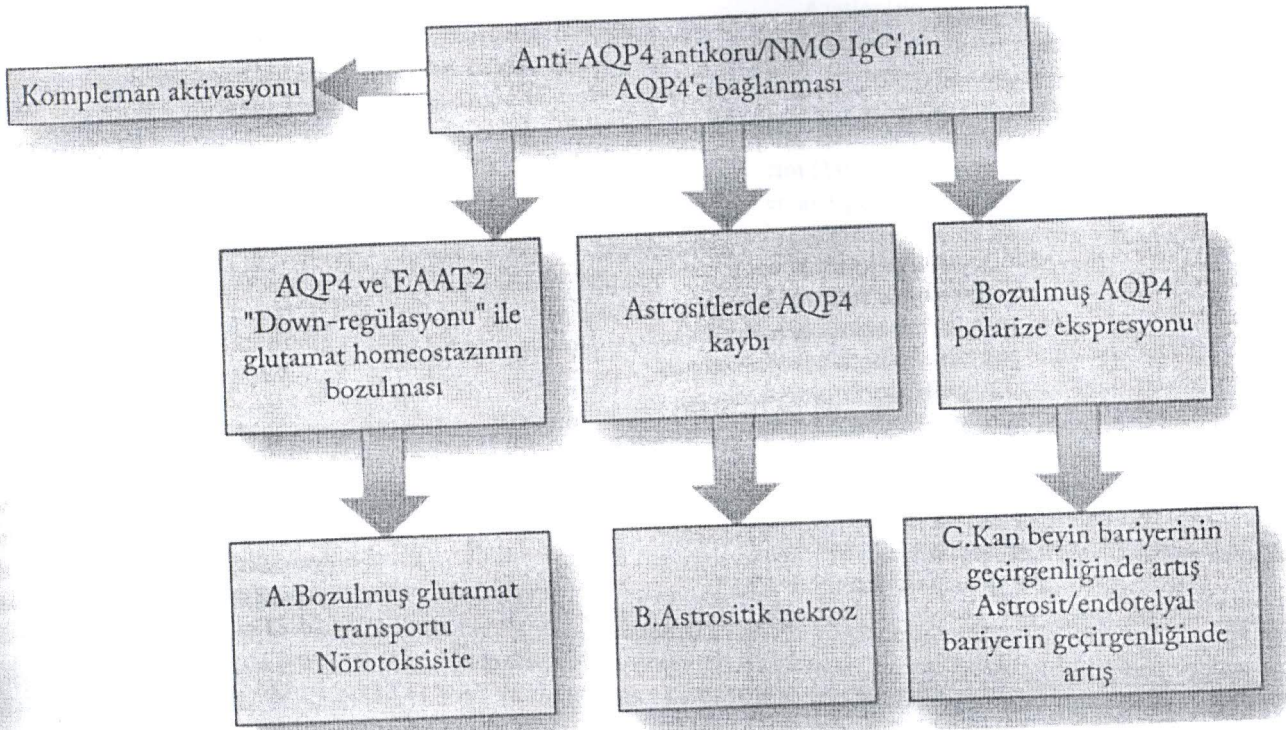 Anti-AQP4 antikoru/NMO IgG'nin
AQP4'e bağlanması
Kompleman aktivasyonu
AQP4 ve EAAT2
"Down-regülasyonu" ile
glutamat homeostazının
bozulması
Astrositlerde AQP4
kaybı
Bozulmuş AQP4
polarize ekspresyonu
A.Bozulmuş glutamat
transportu
Nörotoksisite
B.Astrositik nekroz
C.Kan beyin bariyerinin
geçirgenliğinde artış
Astrosit/endotelyal
bariyerin geçirgenliğinde
artış